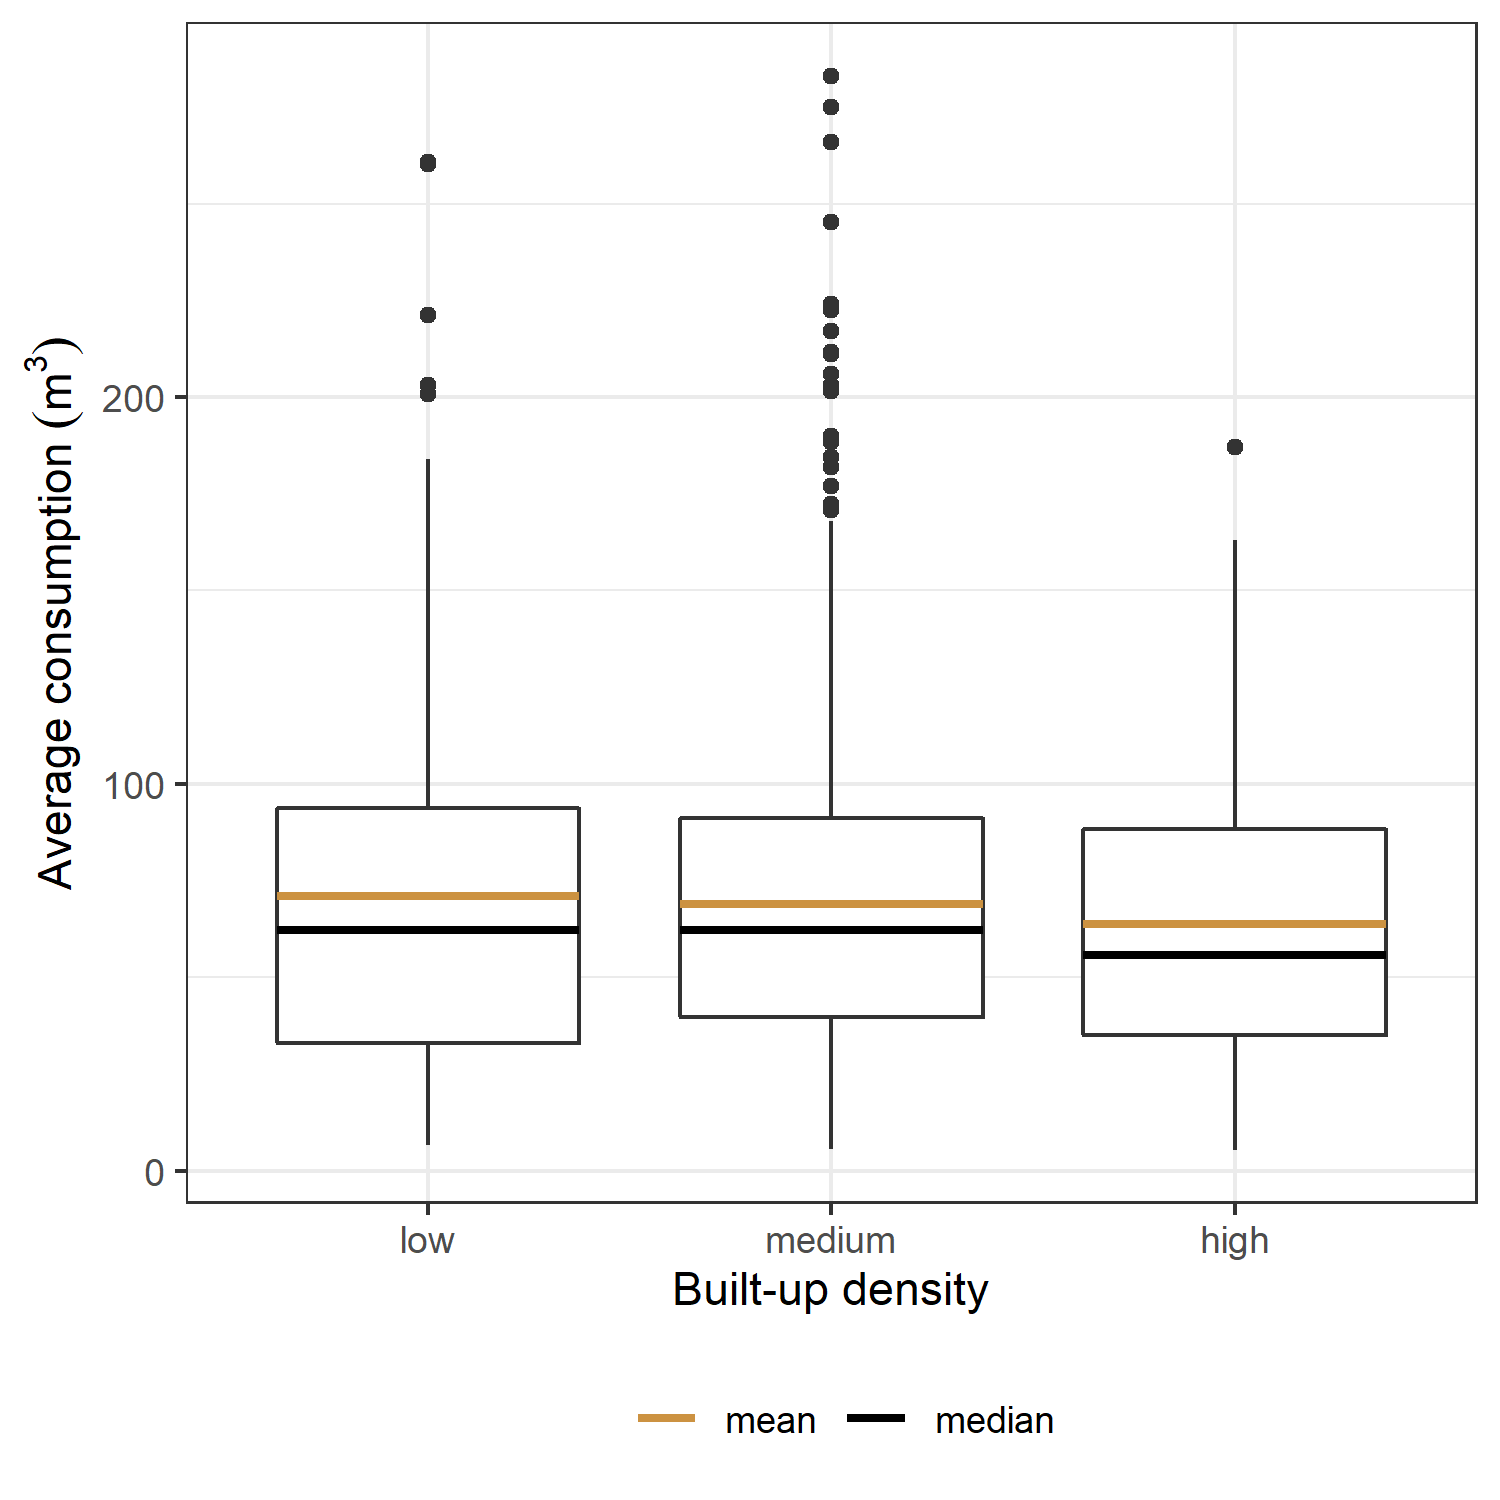 Average consumption (m³)
200
100
0
low medium high
Built-up density
mean median